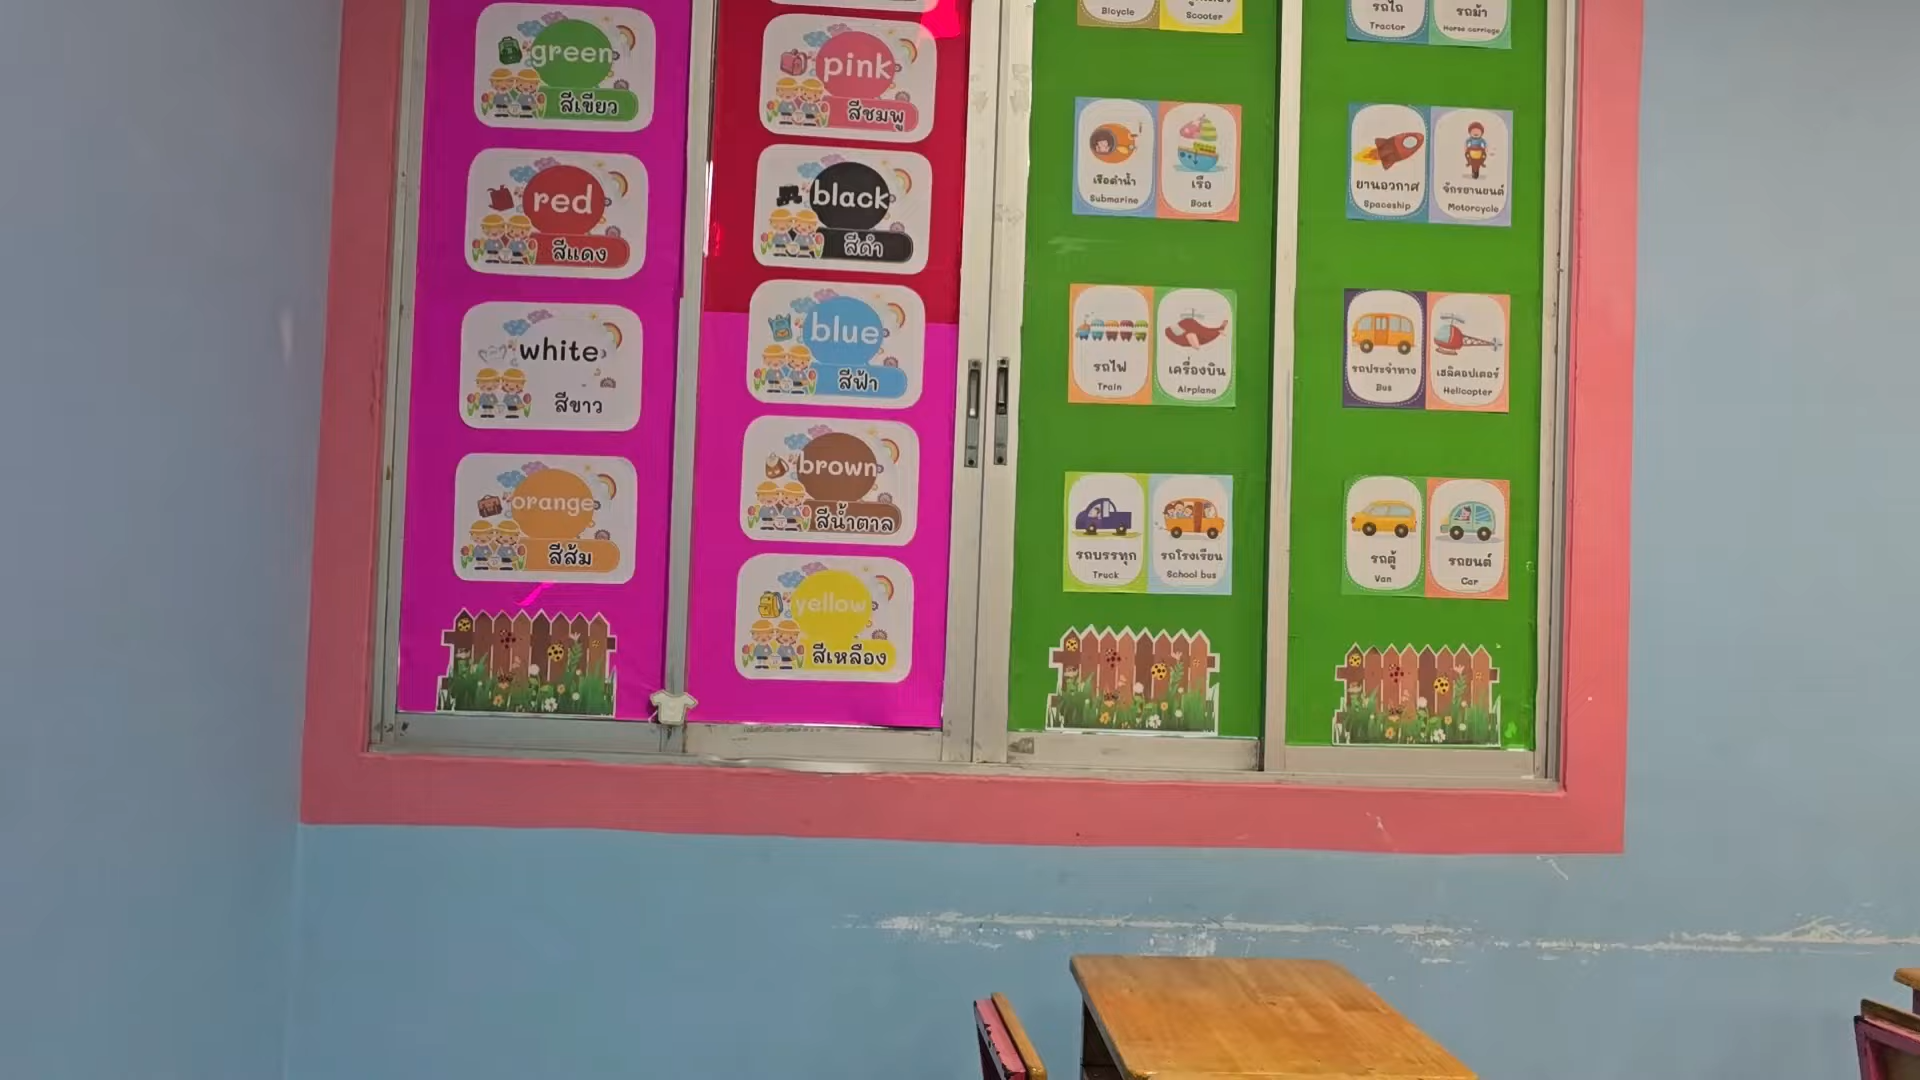 green
สีเขียว
red
สีแดง
white
สีขาว
orange
สีส้ม
pink
สีชมพู
black
สีดำ
blue
สีฟ้า
brown
สีน้ำตาล
yellow
สีเหลือง
Bicycle
Scooter
เรือดำน้ำ
Submarine
เรือ
Boat
รถไฟ
Train
เครื่องบิน
Airplane
รถบรรทุก
Truck
รถโรงเรียน
School bus
รถไถ
Tractor
รถม้า
Horse carriage
ยานอวกาศ
Spaceship
จักรยานยนต์
Motorcycle
รถประจำทาง
Bus
เฮลิคอปเตอร์
Helicopter
รถตู้
Van
รถยนต์
Car